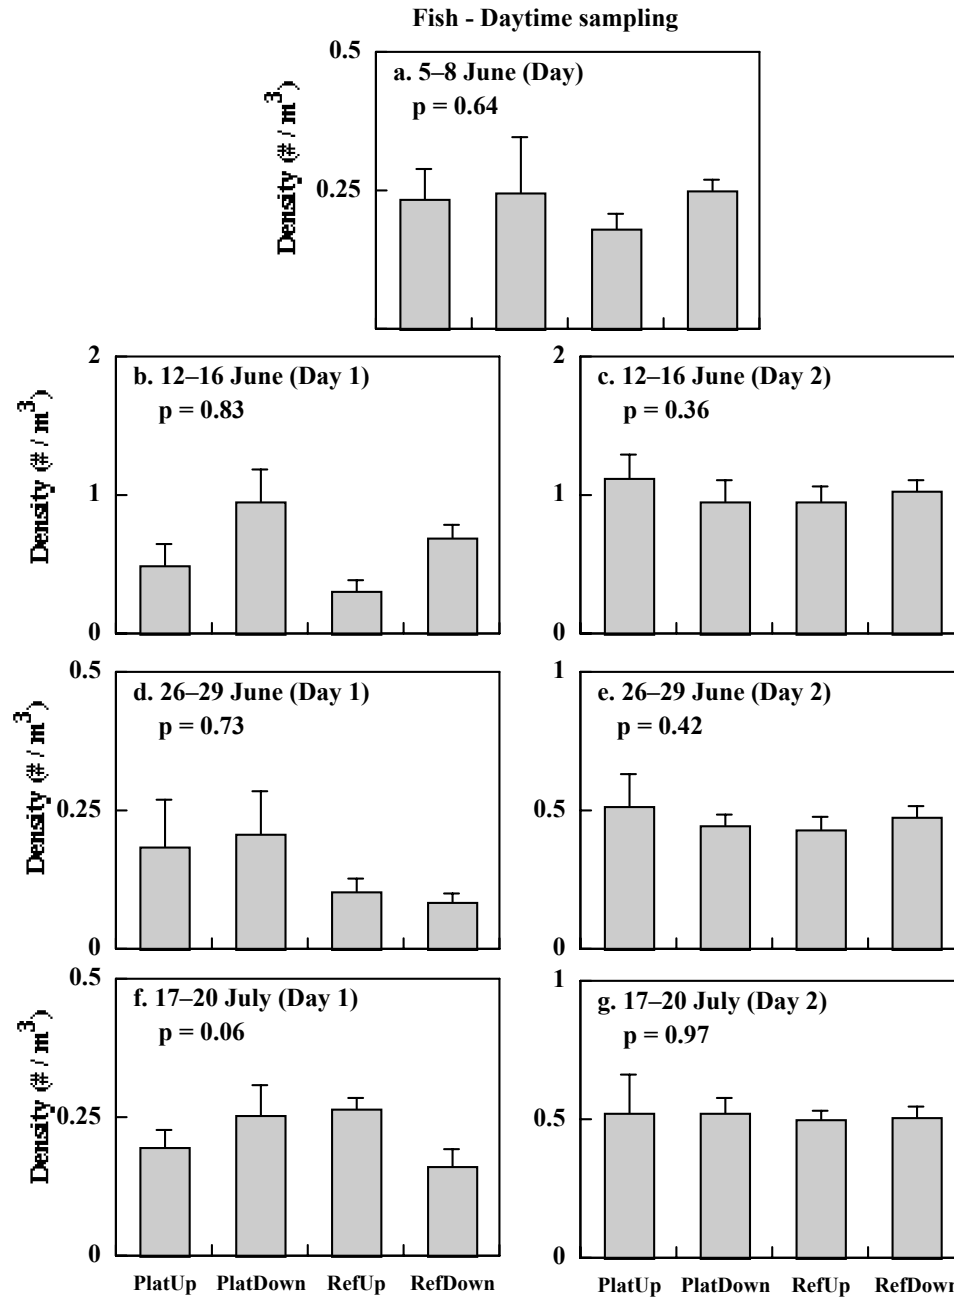 Fish - Daytime sampling
0.5
a. 5–8 June (Day)
p = 0.64
0.25
Density (# / m³)
2
b. 12–16 June (Day 1)
p = 0.83
1
0
Density (# / m³)
2
c. 12–16 June (Day 2)
p = 0.36
1
0
0.5
d. 26–29 June (Day 1)
p = 0.73
0.25
0
Density (# / m³)
1
e. 26–29 June (Day 2)
p = 0.42
0.5
0
0.5
f. 17–20 July (Day 1)
p = 0.06
0.25
0
Density (# / m³)
PlatUp PlatDown RefUp RefDown
1
g. 17–20 July (Day 2)
p = 0.97
0.5
0
PlatUp PlatDown RefUp RefDown